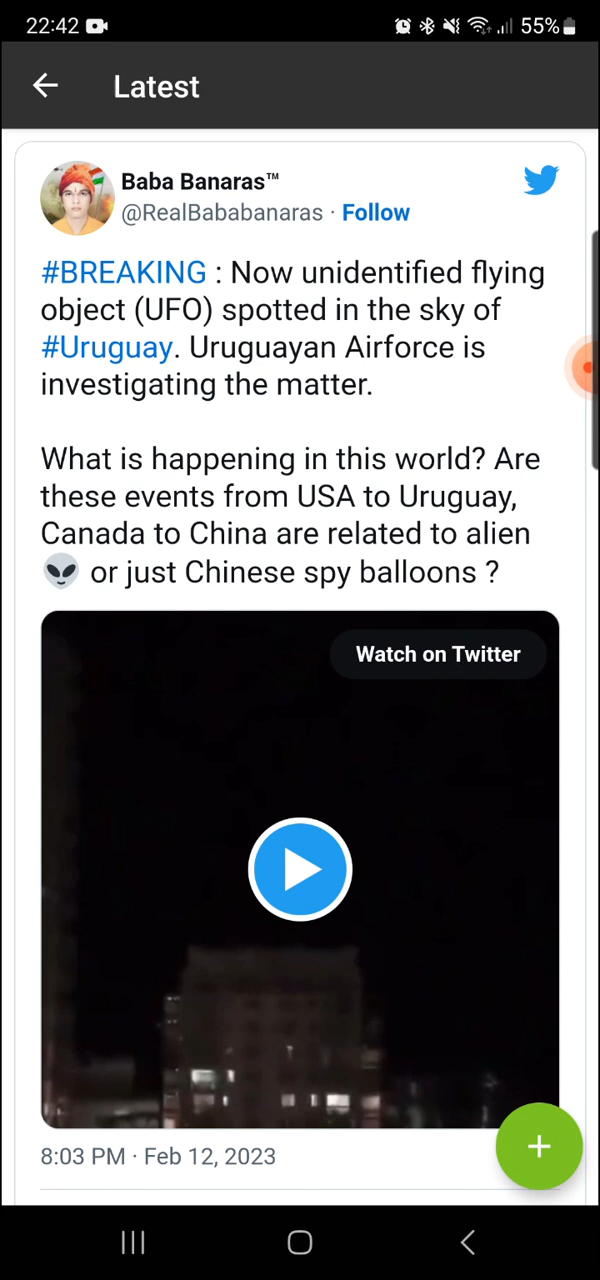 22:42 55%
Latest
Baba Banaras™
@RealBababanaras · Follow
#BREAKING : Now unidentified flying
object (UFO) spotted in the sky of
#Uruguay. Uruguayan Airforce is
investigating the matter.
What is happening in this world? Are
these events from USA to Uruguay,
Canada to China are related to alien
👽 or just Chinese spy balloons ?
Watch on Twitter
8:03 PM · Feb 12, 2023